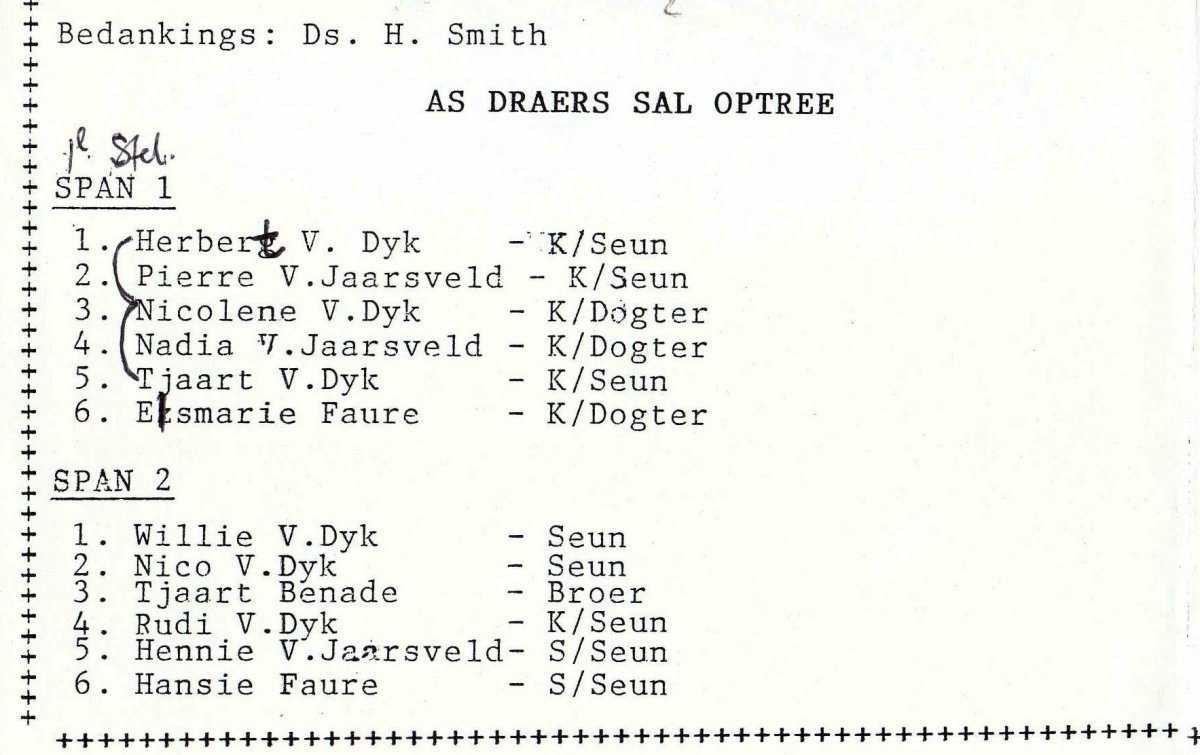 Bedankings: Ds. H. Smith
AS DRAERS SAL OPTREE
1e Stel.
SPAN 1
1. Herbert V. Dyk - K/Seun
2. Pierre V.Jaarsveld - K/Seun
3. Nicolene V.Dyk - K/Dogter
4. Nadia V.Jaarsveld - K/Dogter
5. Tjaart V.Dyk - K/Seun
6. Elsmarie Faure - K/Dogter
SPAN 2
1. Willie V.Dyk - Seun
2. Nico V.Dyk - Seun
3. Tjaart Benade - Broer
4. Rudi V.Dyk - K/Seun
5. Hennie V.Jaarsveld- S/Seun
6. Hansie Faure - S/Seun